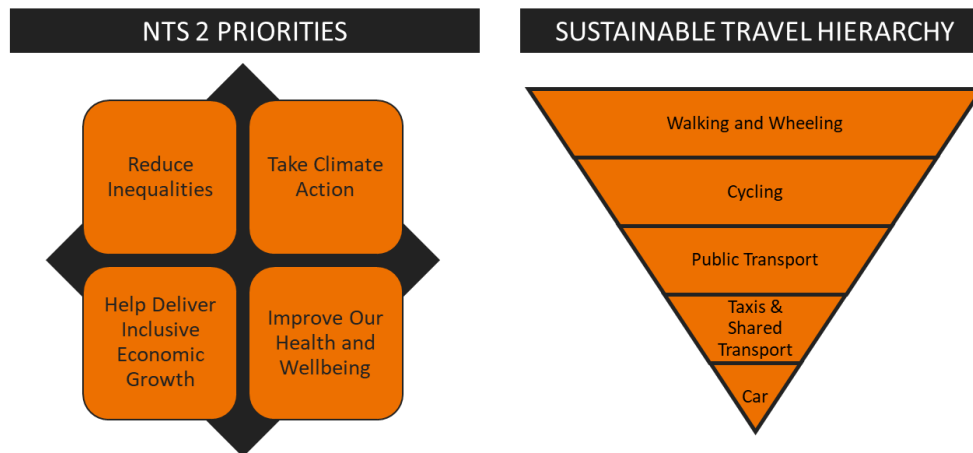 NTS 2 PRIORITIES
Reduce
Inequalities
Take Climate
Action
Help Deliver
Inclusive
Economic
Growth
Improve Our
Health and
Wellbeing
SUSTAINABLE TRAVEL HIERARCHY
Walking and Wheeling
Cycling
Public Transport
Taxis &
Shared
Transport
Car